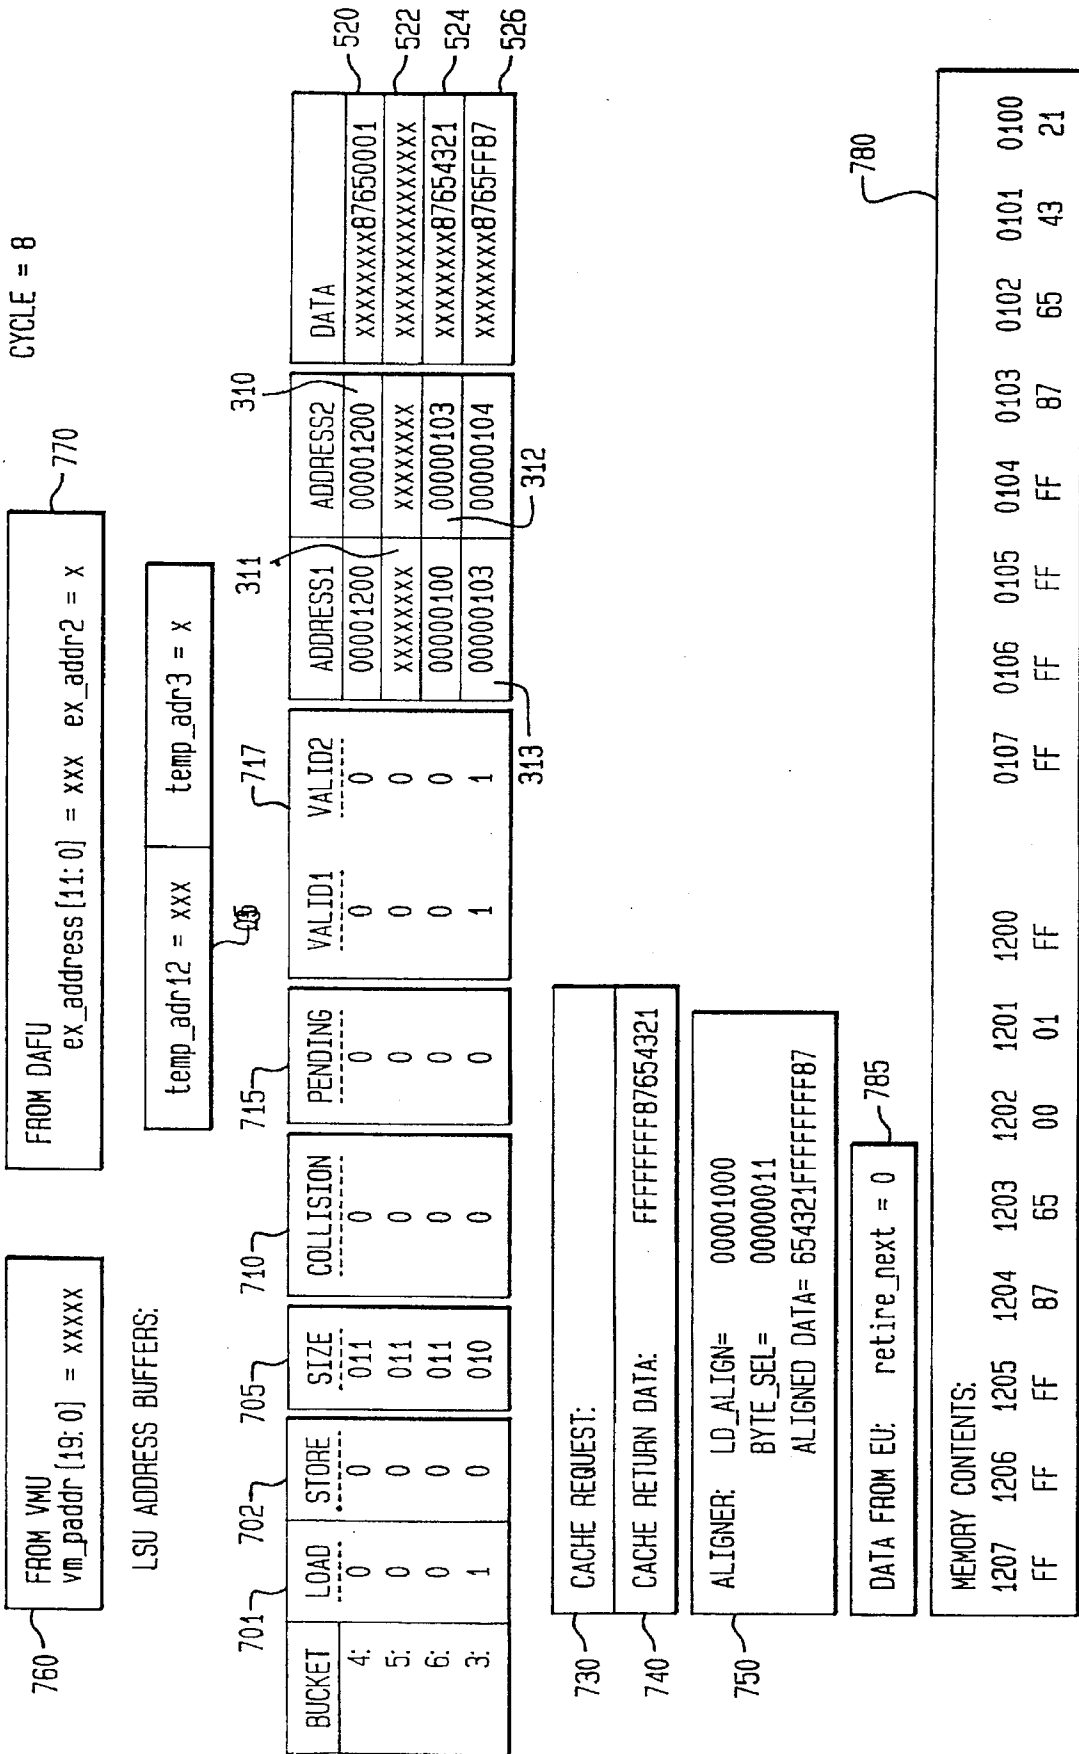 CYCLE = 8
760
FROM VMU
vm_paddr [19: 0] = XXXXX
FROM DAFU
ex_address [11: 0] = XXX ex_addr2 = X
770
LSU ADDRESS BUFFERS:
temp_adr12 = XXX temp_adr3 = X
701 702 705 710 715 717 311 310
BUCKET LOAD STORE SIZE COLLISION PENDING VALID1 VALID2 ADDRESS1 ADDRESS2 DATA
4: 0 0 011 0 0 0 0 00001200 00001200 XXXXXXXX87650001 520
5: 0 0 011 0 0 0 0 XXXXXXXX XXXXXXXX XXXXXXXXXXXXXXXX 522
6: 0 0 011 0 0 0 0 00000100 00000103 XXXXXXXX87654321 524
3: 1 0 010 0 0 1 1 00000103 00000104 XXXXXXXX8765FF87 526
313 312
730 CACHE REQUEST:
740 CACHE RETURN DATA: FFFFFFFF87654321
750 ALIGNER: LD_ALIGN= 00001000
BYTE_SEL= 00000011
ALIGNED DATA= 654321FFFFFFFF87
DATA FROM EU: retire_next = 0 785
780
MEMORY CONTENTS:
1207 1206 1205 1204 1203 1202 1201 1200 0107 0106 0105 0104 0103 0102 0101 0100
FF FF FF 87 65 00 01 FF FF FF FF FF 87 65 43 21